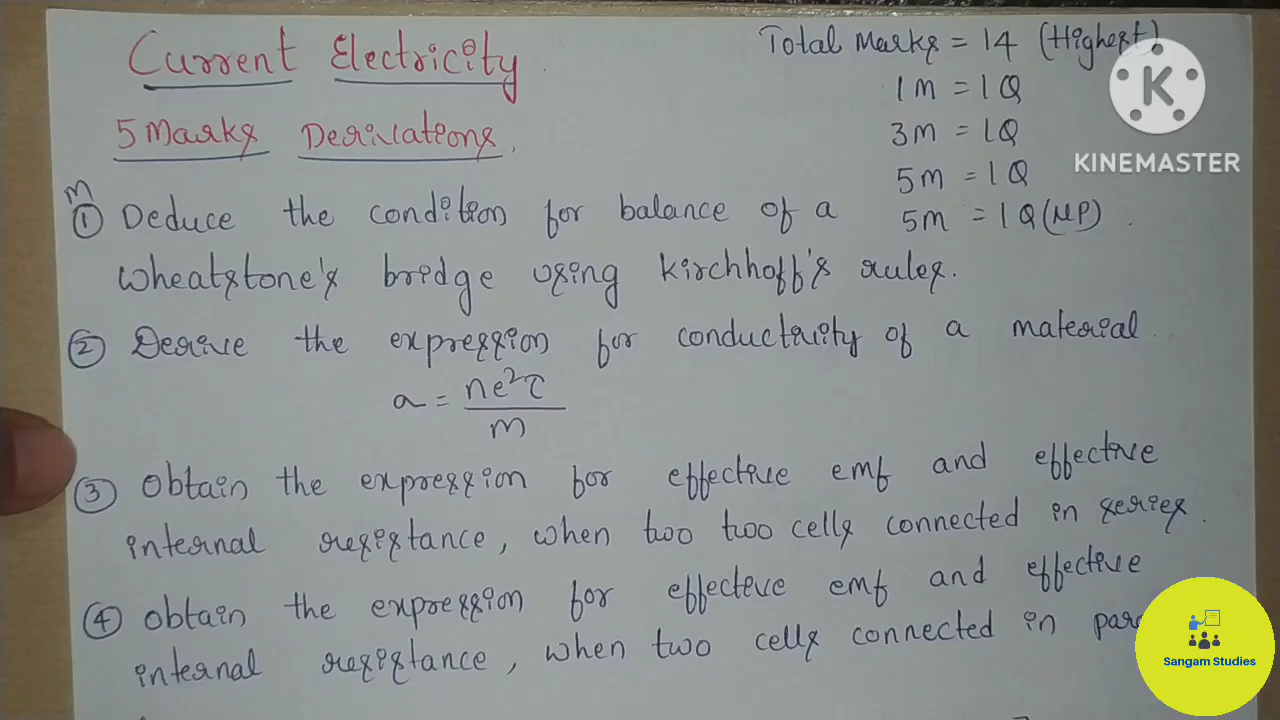 Current Electricity
Total Marks = 14 (Highest)
1M = 1Q
5 Marks Derivations.
3M = 1Q
5M = 1Q
5M = 1Q (NP).
KINEMASTER
M
① Deduce the condition for balance of a
Wheatstone's bridge using Kirchhoff's rules.
② Derive the expression for conductivity of a material.
σ = ne²τ
m
③ Obtain the expression for effective emf and effective
internal resistance, when two two cells connected in series.
④ Obtain the expression for effective emf and effective
internal resistance, when two cells connected in
Sangam Studies